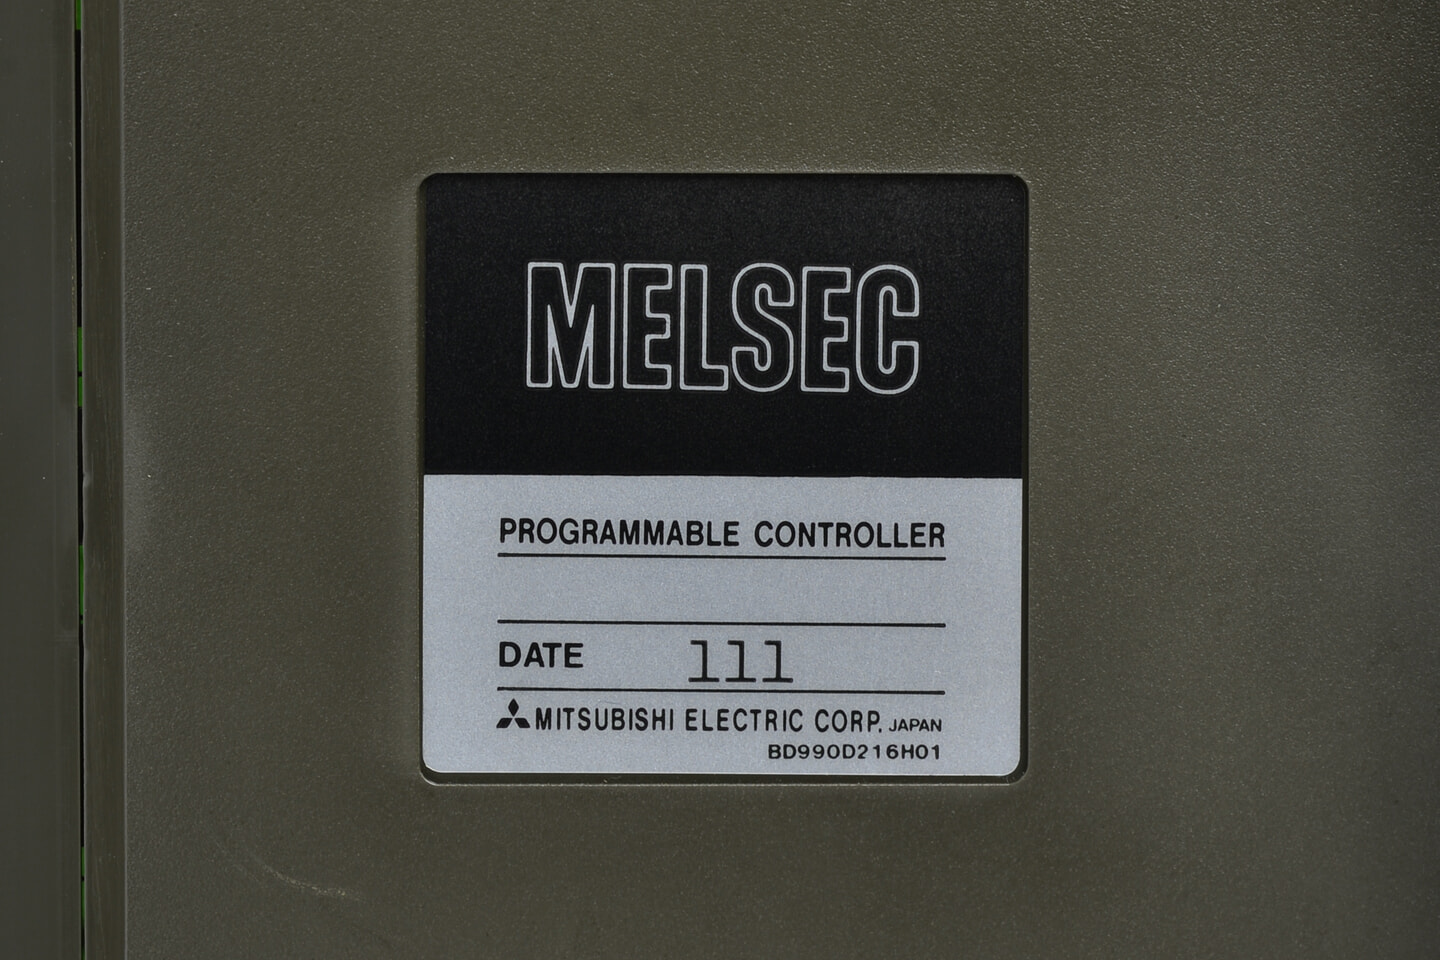 MELSEC
PROGRAMMABLE CONTROLLER
DATE 111
MITSUBISHI ELECTRIC CORP. JAPAN
BD990D216H01